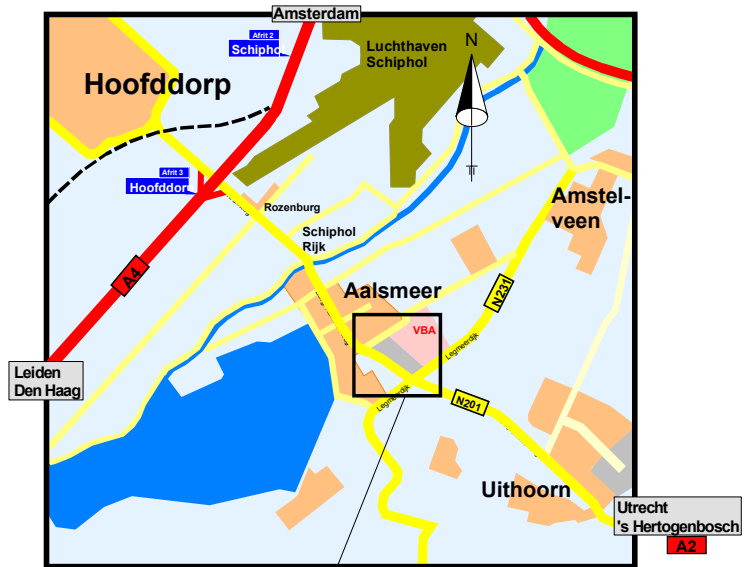 Amsterdam
Afrit 2
Schiphol
Luchthaven
Schiphol
N
Hoofddorp
Afrit 3
Hoofddorp
Rozenburg
Schiphol
Rijk
Amstel-
veen
A4
Aalsmeer
N231
VBA
Legmeerdijk
Leiden
Den Haag
Legmeerdijk
N201
Uithoorn
Utrecht
's Hertogenbosch
A2